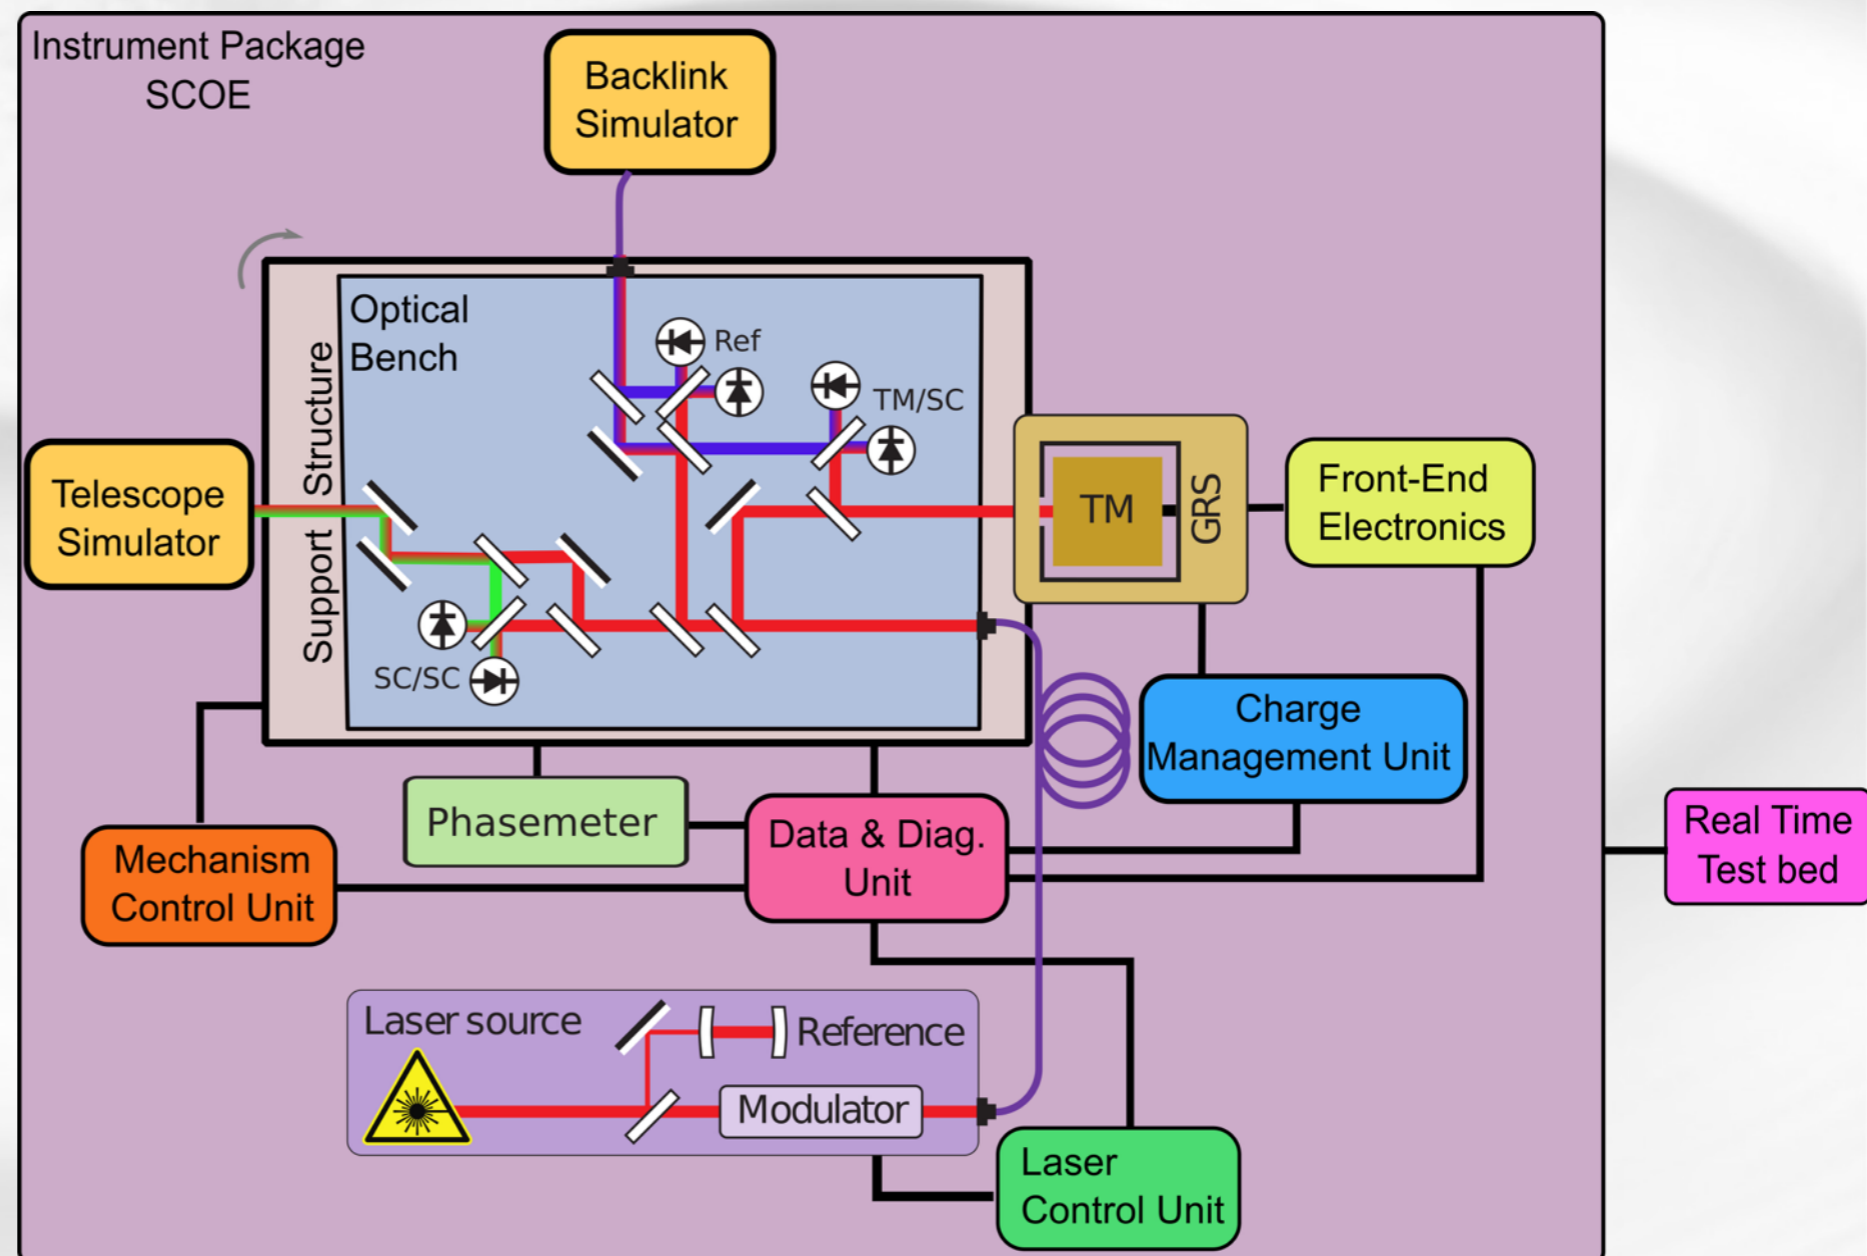 Instrument Package
SCOE
Backlink
Simulator
Optical
Bench
Ref
TM/SC
Support Structure
Telescope
Simulator
TM
GRS
Front-End
Electronics
SC/SC
Charge
Management Unit
Phasemeter
Data & Diag.
Unit
Mechanism
Control Unit
Real Time
Test bed
Laser source
Reference
Modulator
Laser
Control Unit